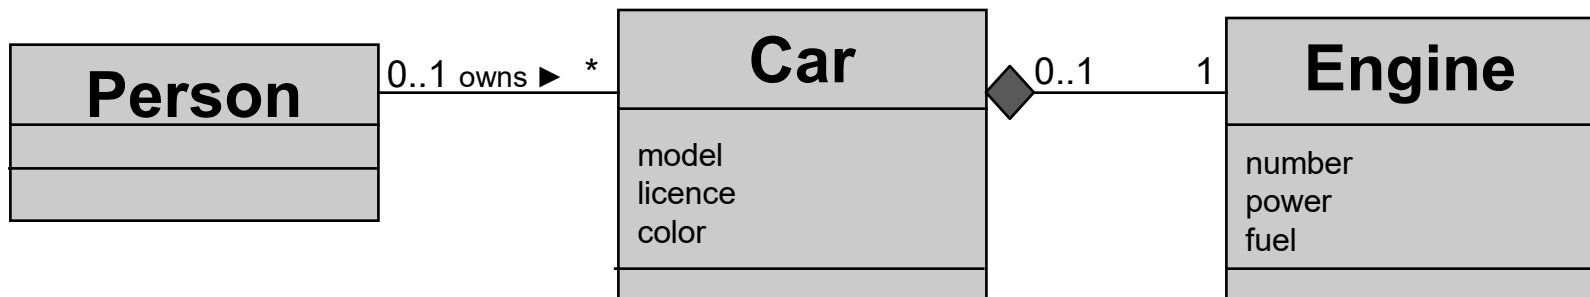 Person
0..1 owns ► *
Car
model
licence
color
0..1 1
Engine
number
power
fuel